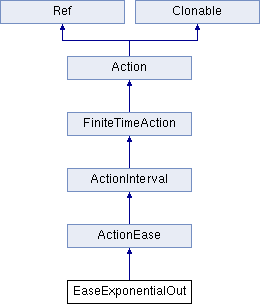 Ref
Clonable
Action
FiniteTimeAction
ActionInterval
ActionEase
EaseExponentialOut